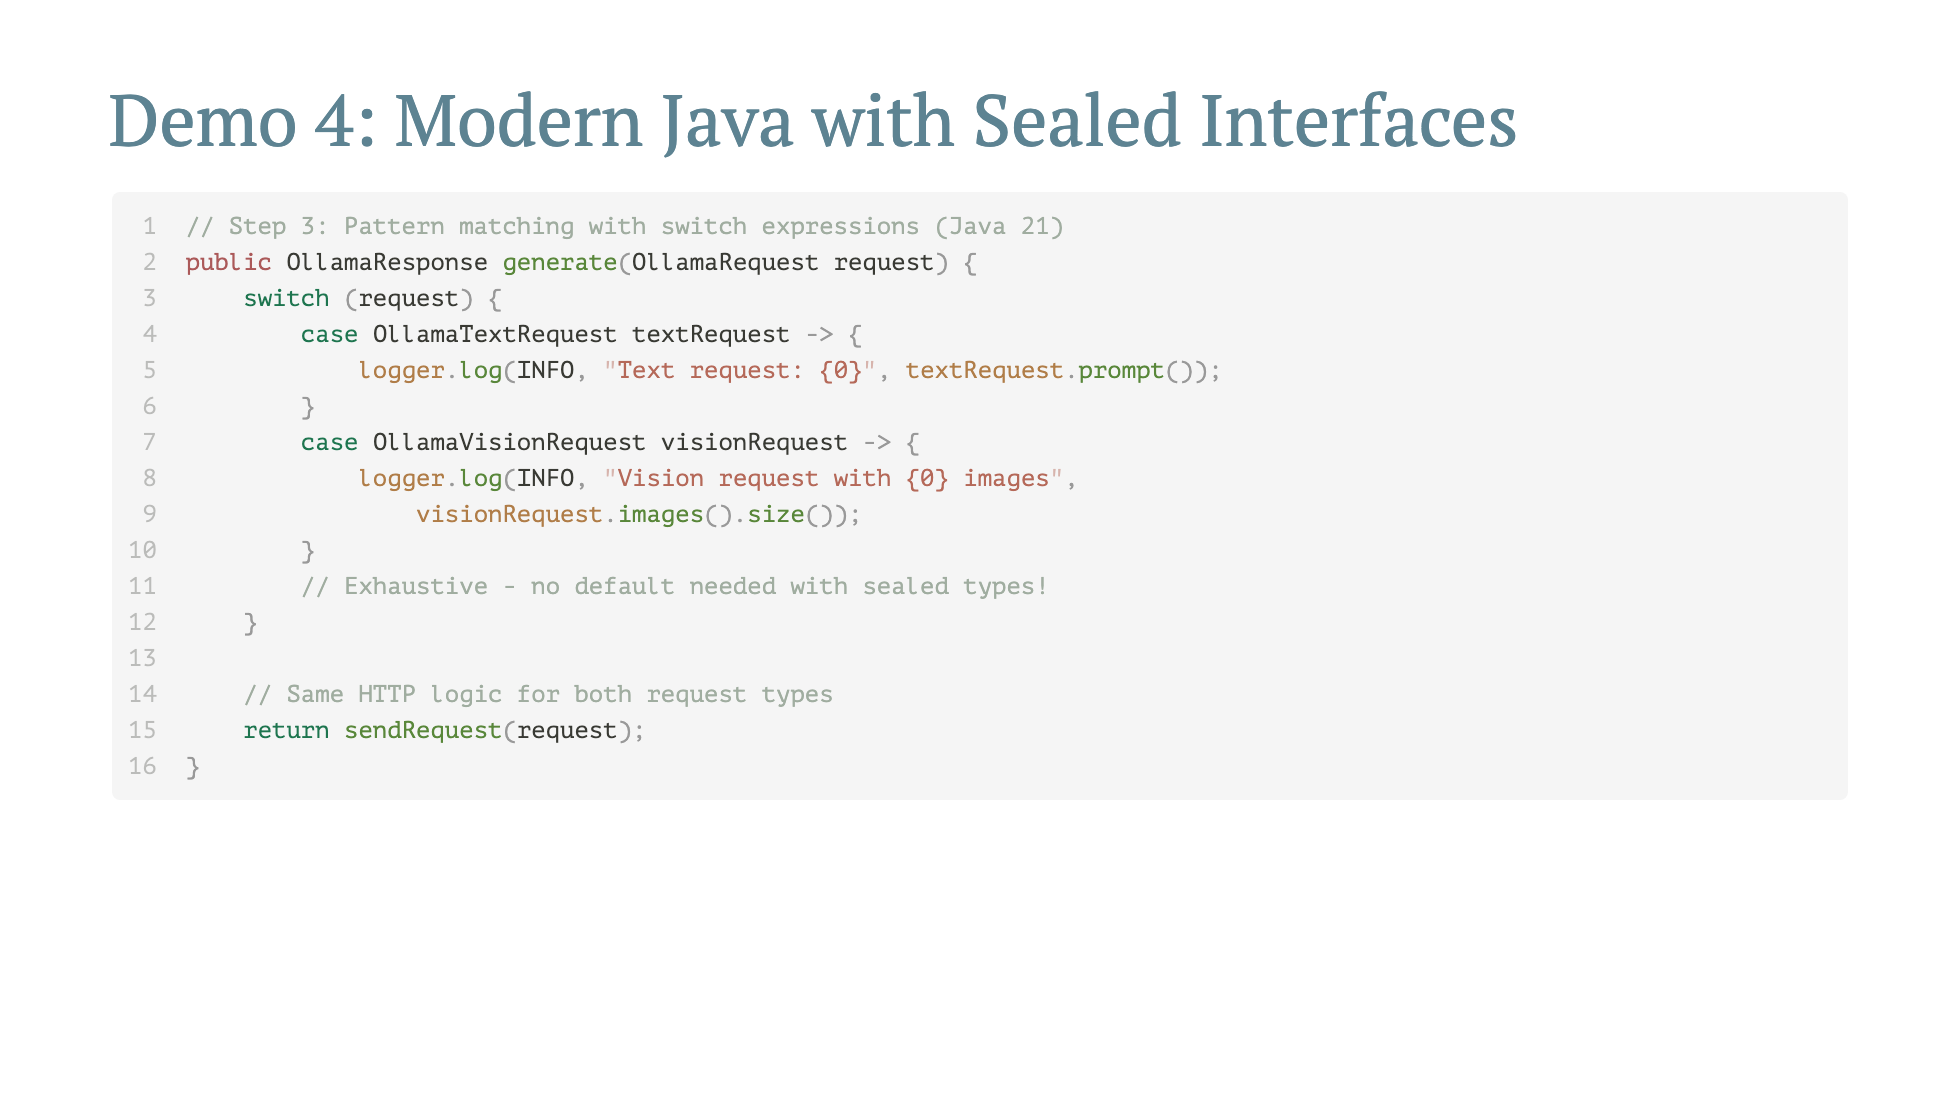 Demo 4: Modern Java with Sealed Interfaces
1 // Step 3: Pattern matching with switch expressions (Java 21)
2 public OllamaResponse generate(OllamaRequest request) {
3     switch (request) {
4         case OllamaTextRequest textRequest -> {
5             logger.log(INFO, "Text request: {0}", textRequest.prompt());
6         }
7         case OllamaVisionRequest visionRequest -> {
8             logger.log(INFO, "Vision request with {0} images",
9                 visionRequest.images().size());
10         }
11         // Exhaustive - no default needed with sealed types!
12     }
13
14     // Same HTTP logic for both request types
15     return sendRequest(request);
16 }